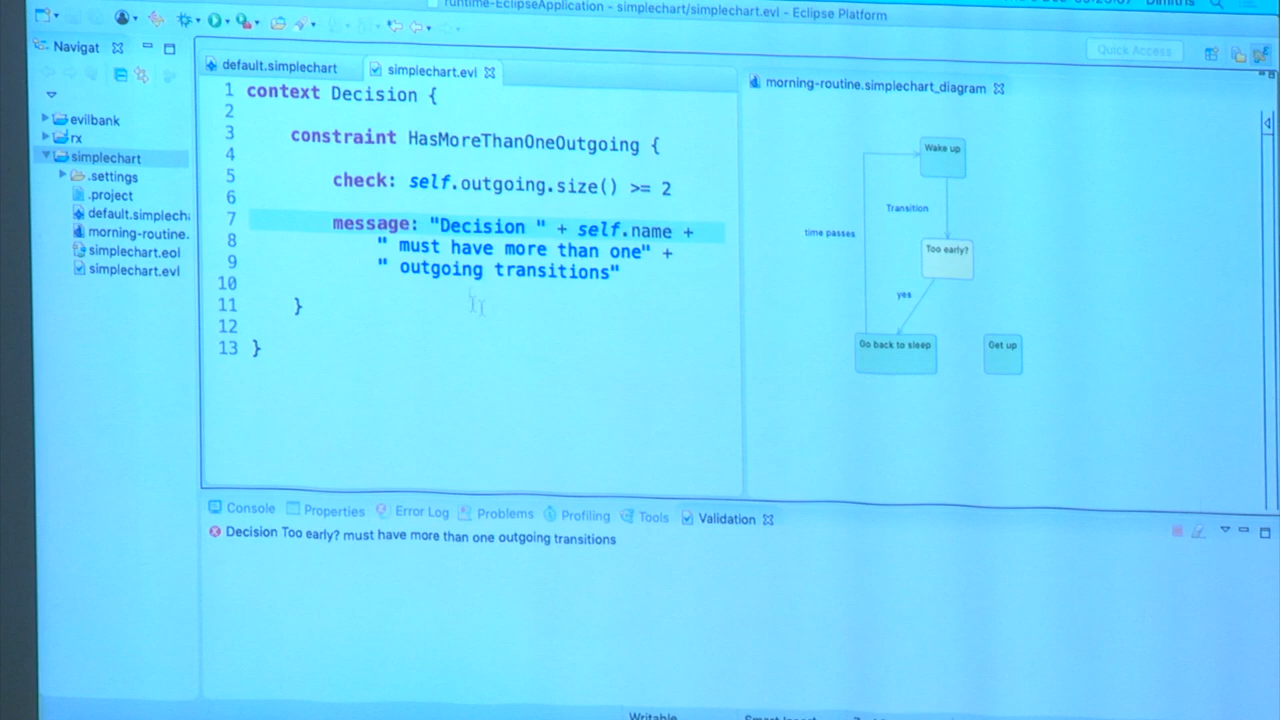 runtime-EclipseApplication - simplechart/simplechart.evl - Eclipse Platform
Dimitris
Quick Access
Navigat
default.simplechart
simplechart.evl
morning-routine.simplechart_diagram
evilbank
rx
simplechart
.settings
.project
default.simplech
morning-routine.
simplechart.eol
simplechart.evl
1 context Decision {
2
3 constraint HasMoreThanOneOutgoing {
4
5 check: self.outgoing.size() >= 2
6
7 message: "Decision " + self.name +
8 " must have more than one" +
9 " outgoing transitions"
10
11 }
12
13 }
Wake up
Transition
time passes
Too early?
yes
Go back to sleep
Get up
Console
Properties
Error Log
Problems
Profiling
Tools
Validation
Decision Too early? must have more than one outgoing transitions
Writable